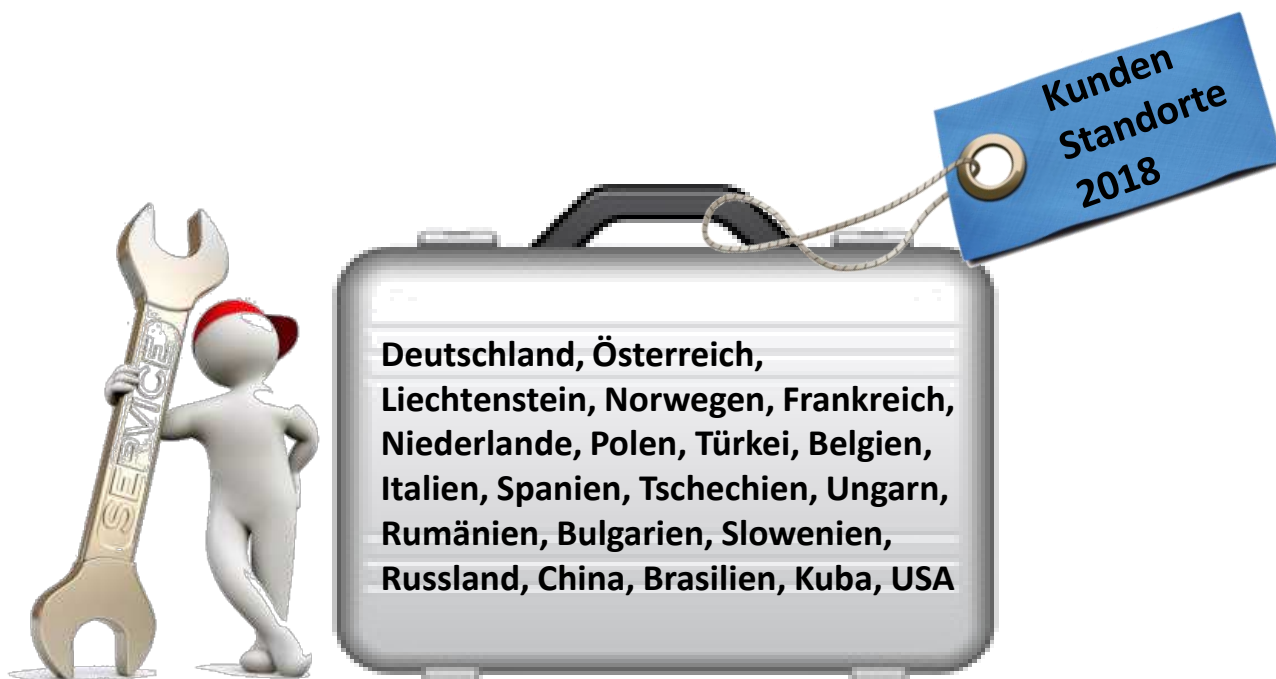 Kunden
Standorte
2018
SERVICE
Deutschland, Österreich,
Liechtenstein, Norwegen, Frankreich,
Niederlande, Polen, Türkei, Belgien,
Italien, Spanien, Tschechien, Ungarn,
Rumänien, Bulgarien, Slowenien,
Russland, China, Brasilien, Kuba, USA